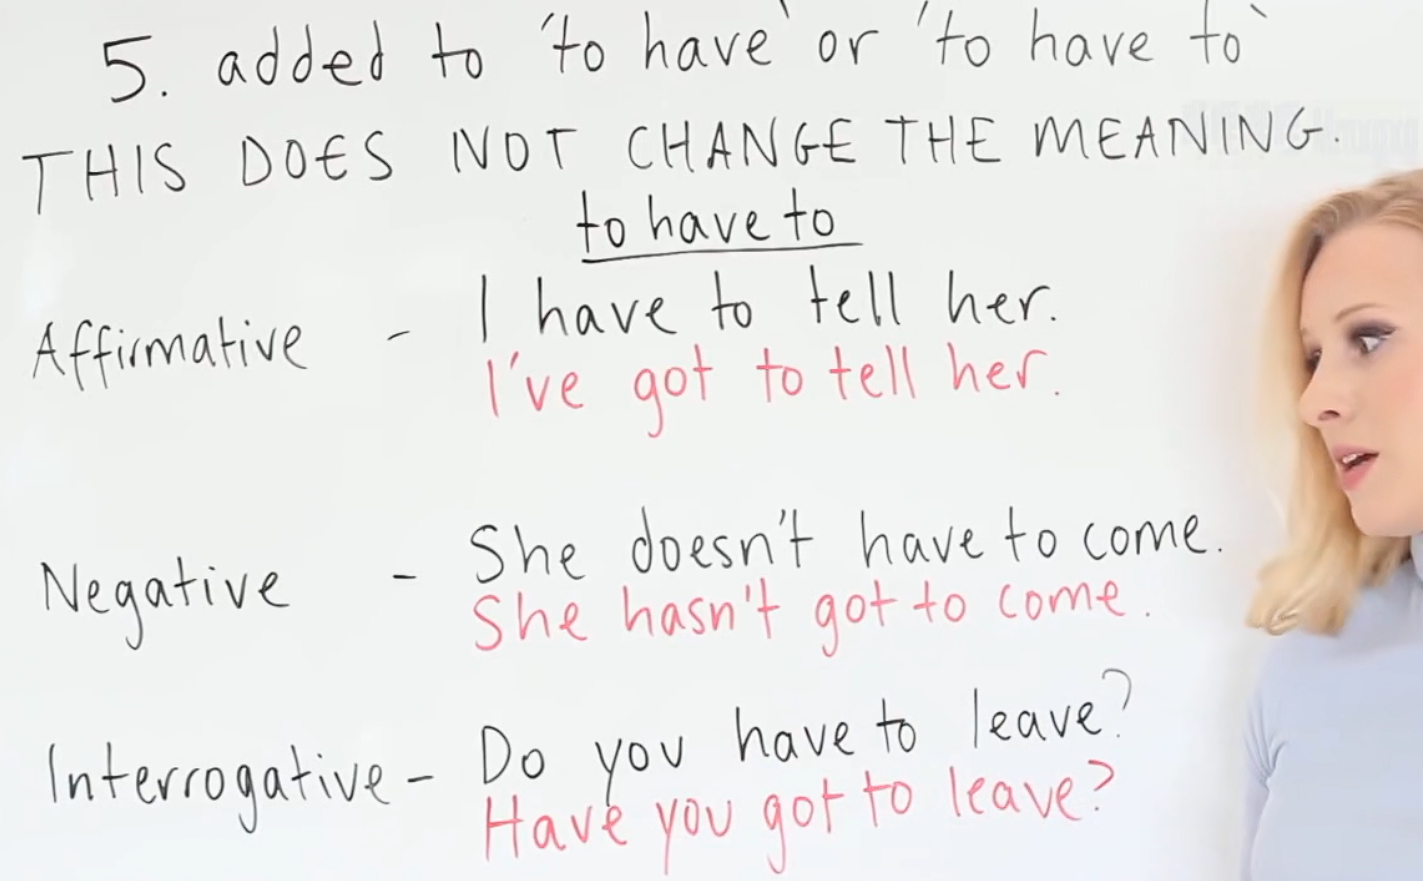 5. added to 'to have' or 'to have to'
THIS DOES NOT CHANGE THE MEANING.
to have to
Affirmative - I have to tell her.
I've got to tell her.
Negative - She doesn't have to come.
She hasn't got to come.
Interrogative - Do you have to leave?
Have you got to leave?